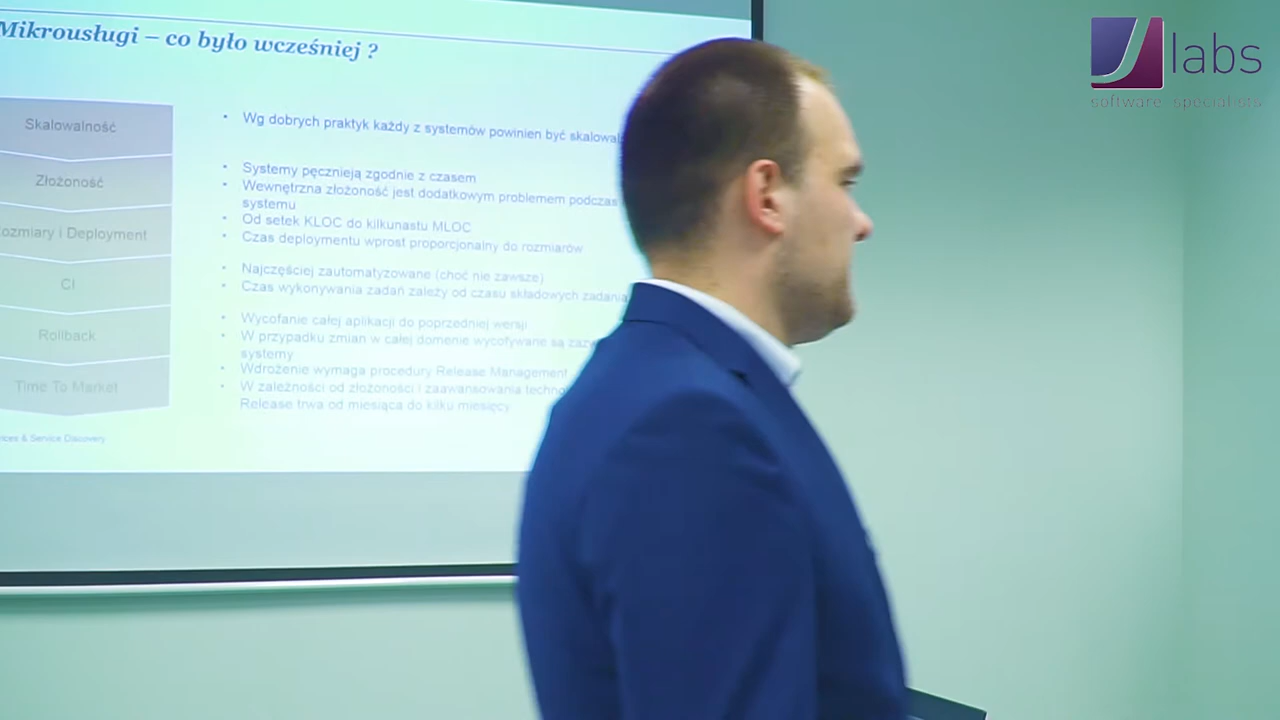 Mikrousługi – co było wcześniej ?
Skalowalność
Złożoność
ozmiary i Deployment
CI
Rollback
Time To Market
• Wg dobrych praktyk każdy z systemów powinien być skalowal
• Systemy pęcznieją zgodnie z czasem
• Wewnętrzna złożoność jest dodatkowym problemem podczas
systemu
• Od setek KLOC do kilkunastu MLOC
• Czas deploymentu wprost proporcjonalny do rozmiarów
• Najczęściej zautomatyzowane (choć nie zawsze)
• Czas wykonywania zadań zależy od czasu składowych zadania
• Wycofanie całej aplikacji do poprzedniej wersji
• W przypadku zmian w całej domenie wycofywane są
systemy
• Wdrożenie wymaga procedury Release Management
• W zależności od złożoności i zaawansowania techno
Release trwa od miesiąca do kilku miesięcy
ices & Service Discovery
J labs
software specialists